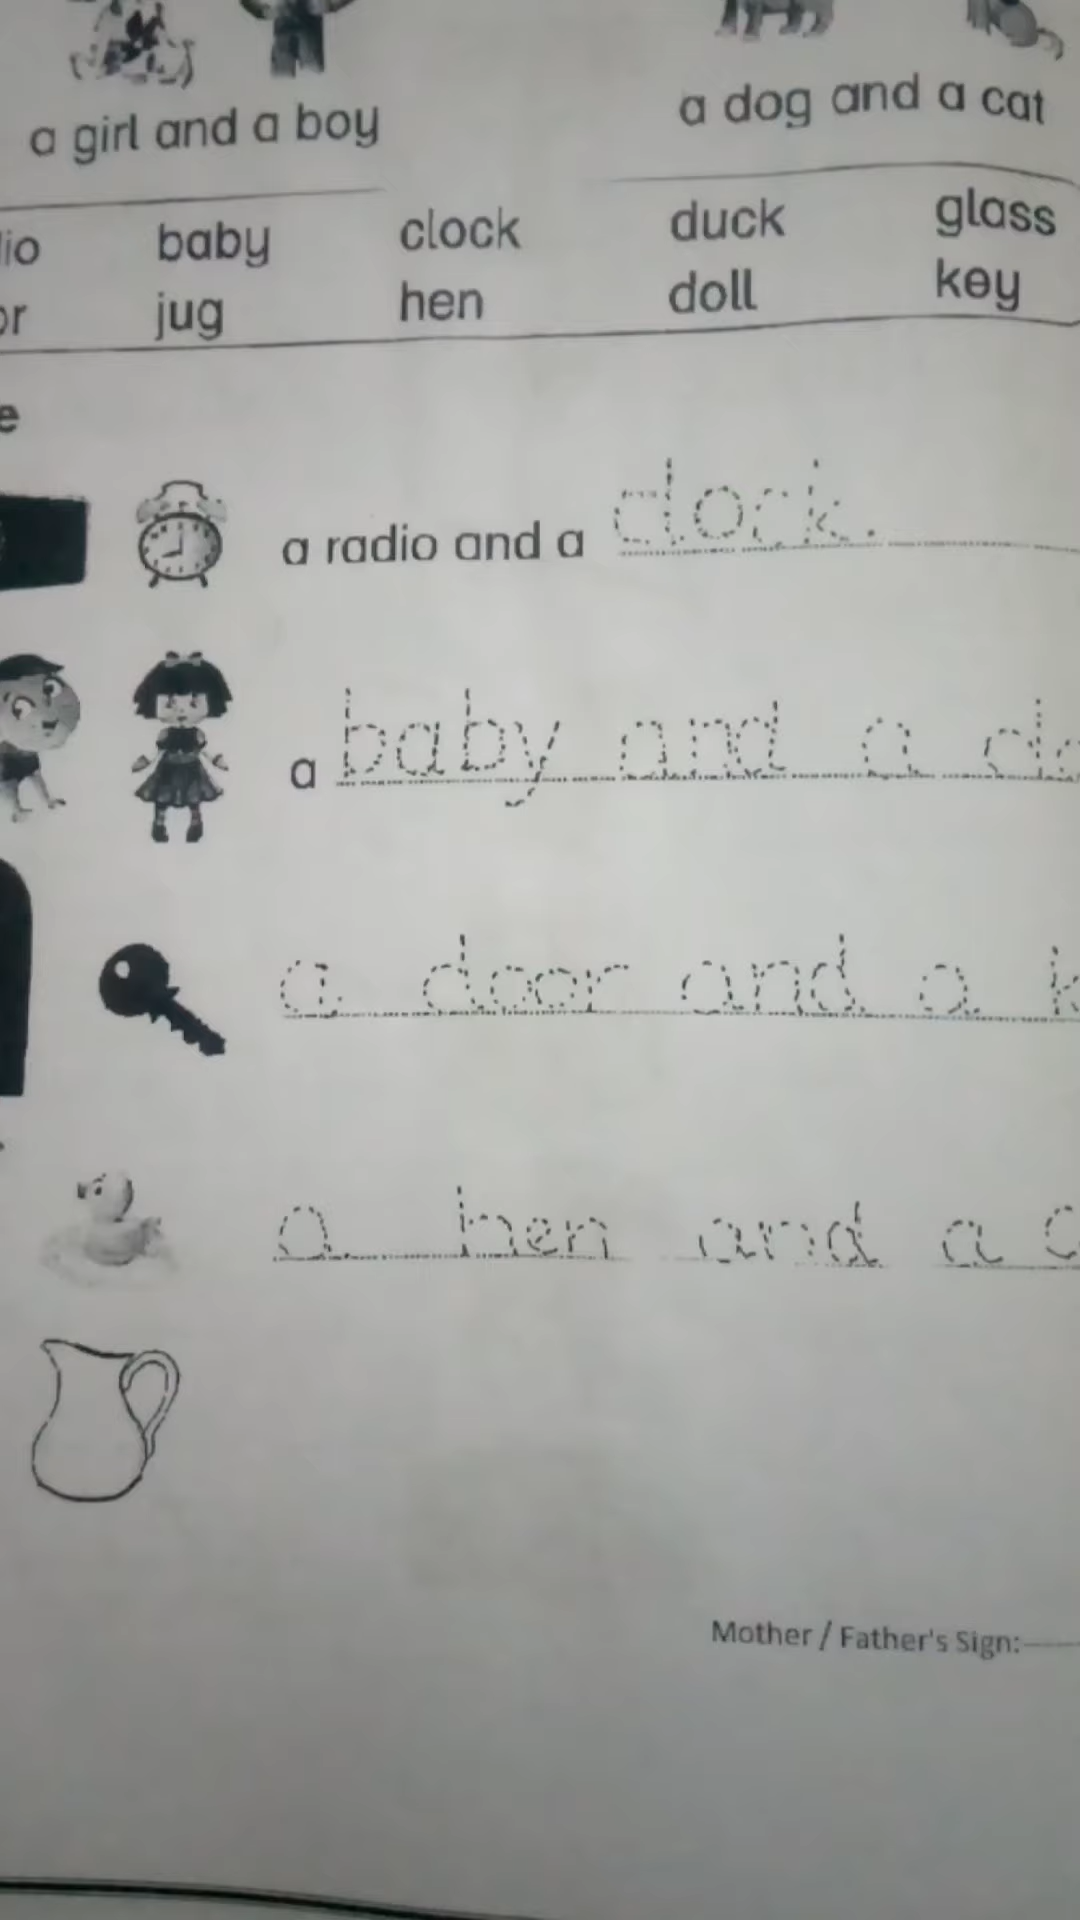 a girl and a boy a dog and a cat
baby clock duck glass
jug hen doll key
a radio and a clock.
a baby and a
a door and a
a hen and a
Mother / Father's Sign: